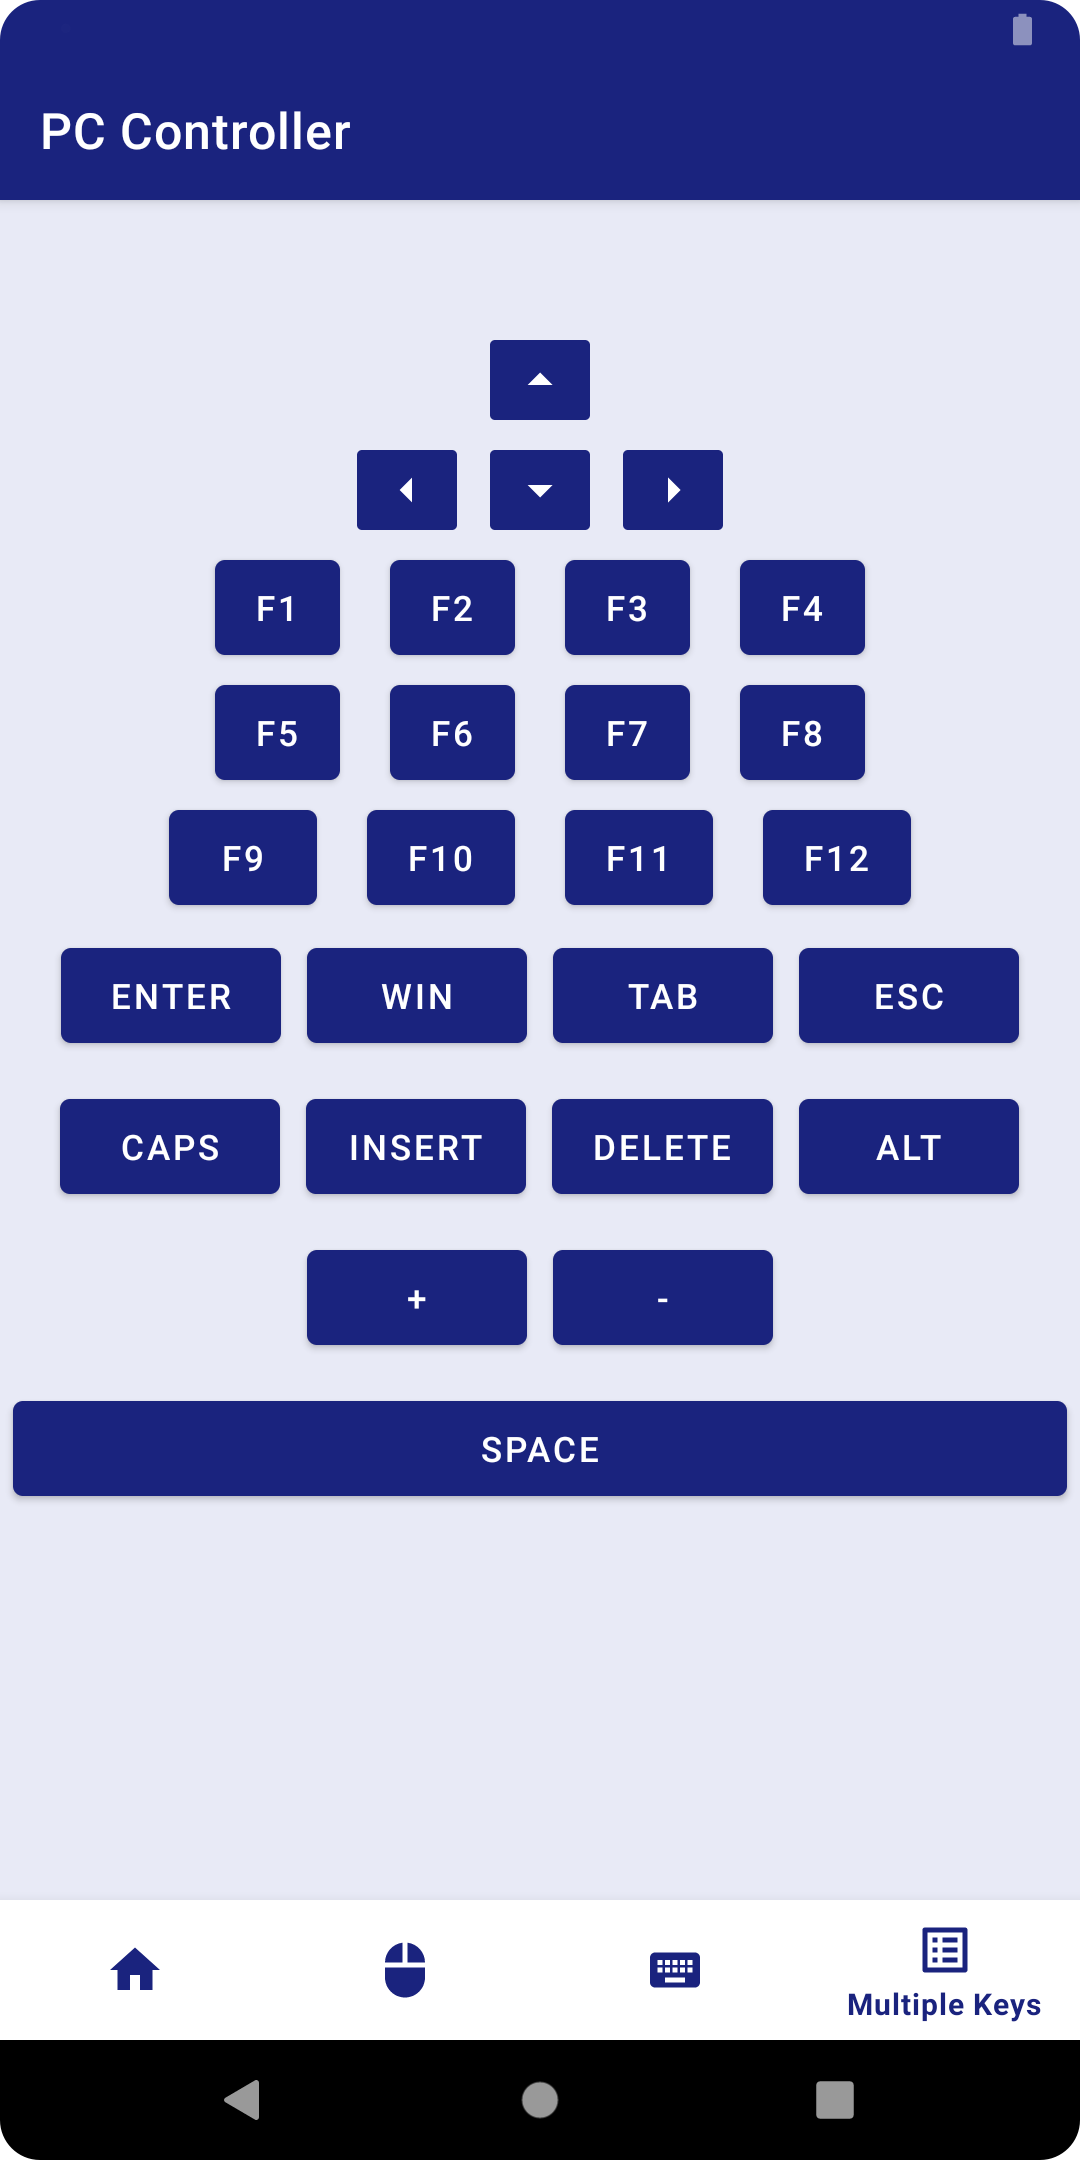 PC Controller
F1 F2 F3 F4
F5 F6 F7 F8
F9 F10 F11 F12
ENTER WIN TAB ESC
CAPS INSERT DELETE ALT
+ -
SPACE
Multiple Keys